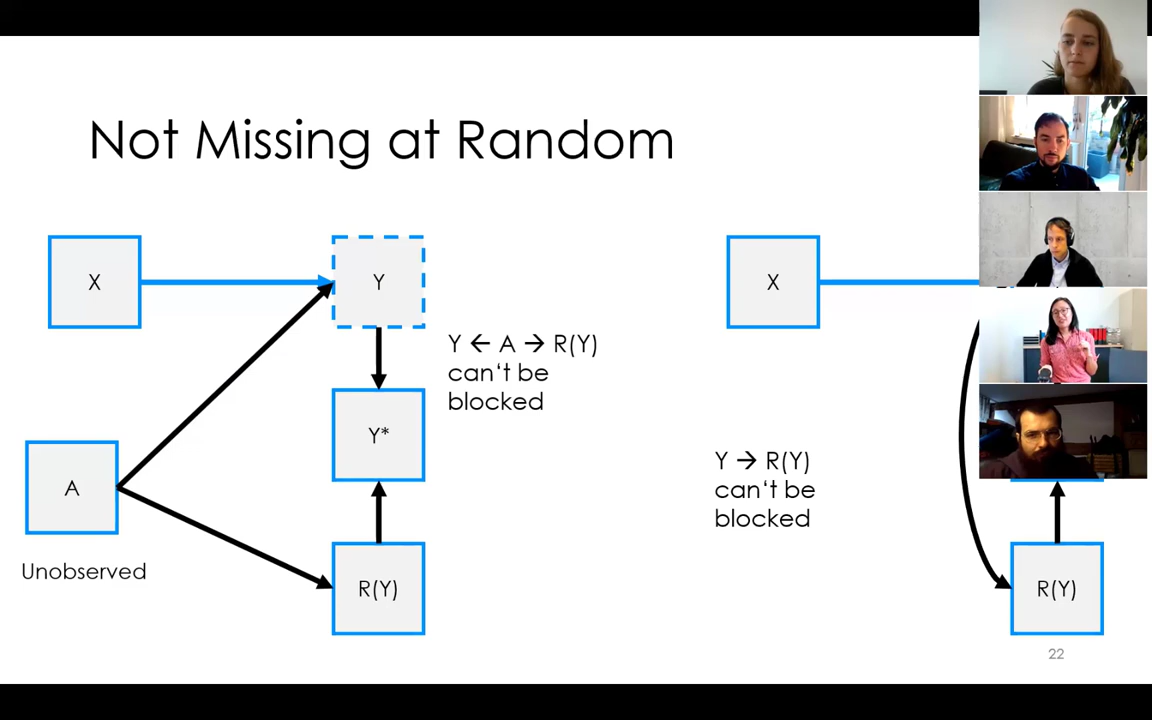 Not Missing at Random
X
Y
Y ← A → R(Y)
can‘t be
blocked
Y*
A
Unobserved
R(Y)
X
Y → R(Y)
can‘t be
blocked
R(Y)
22